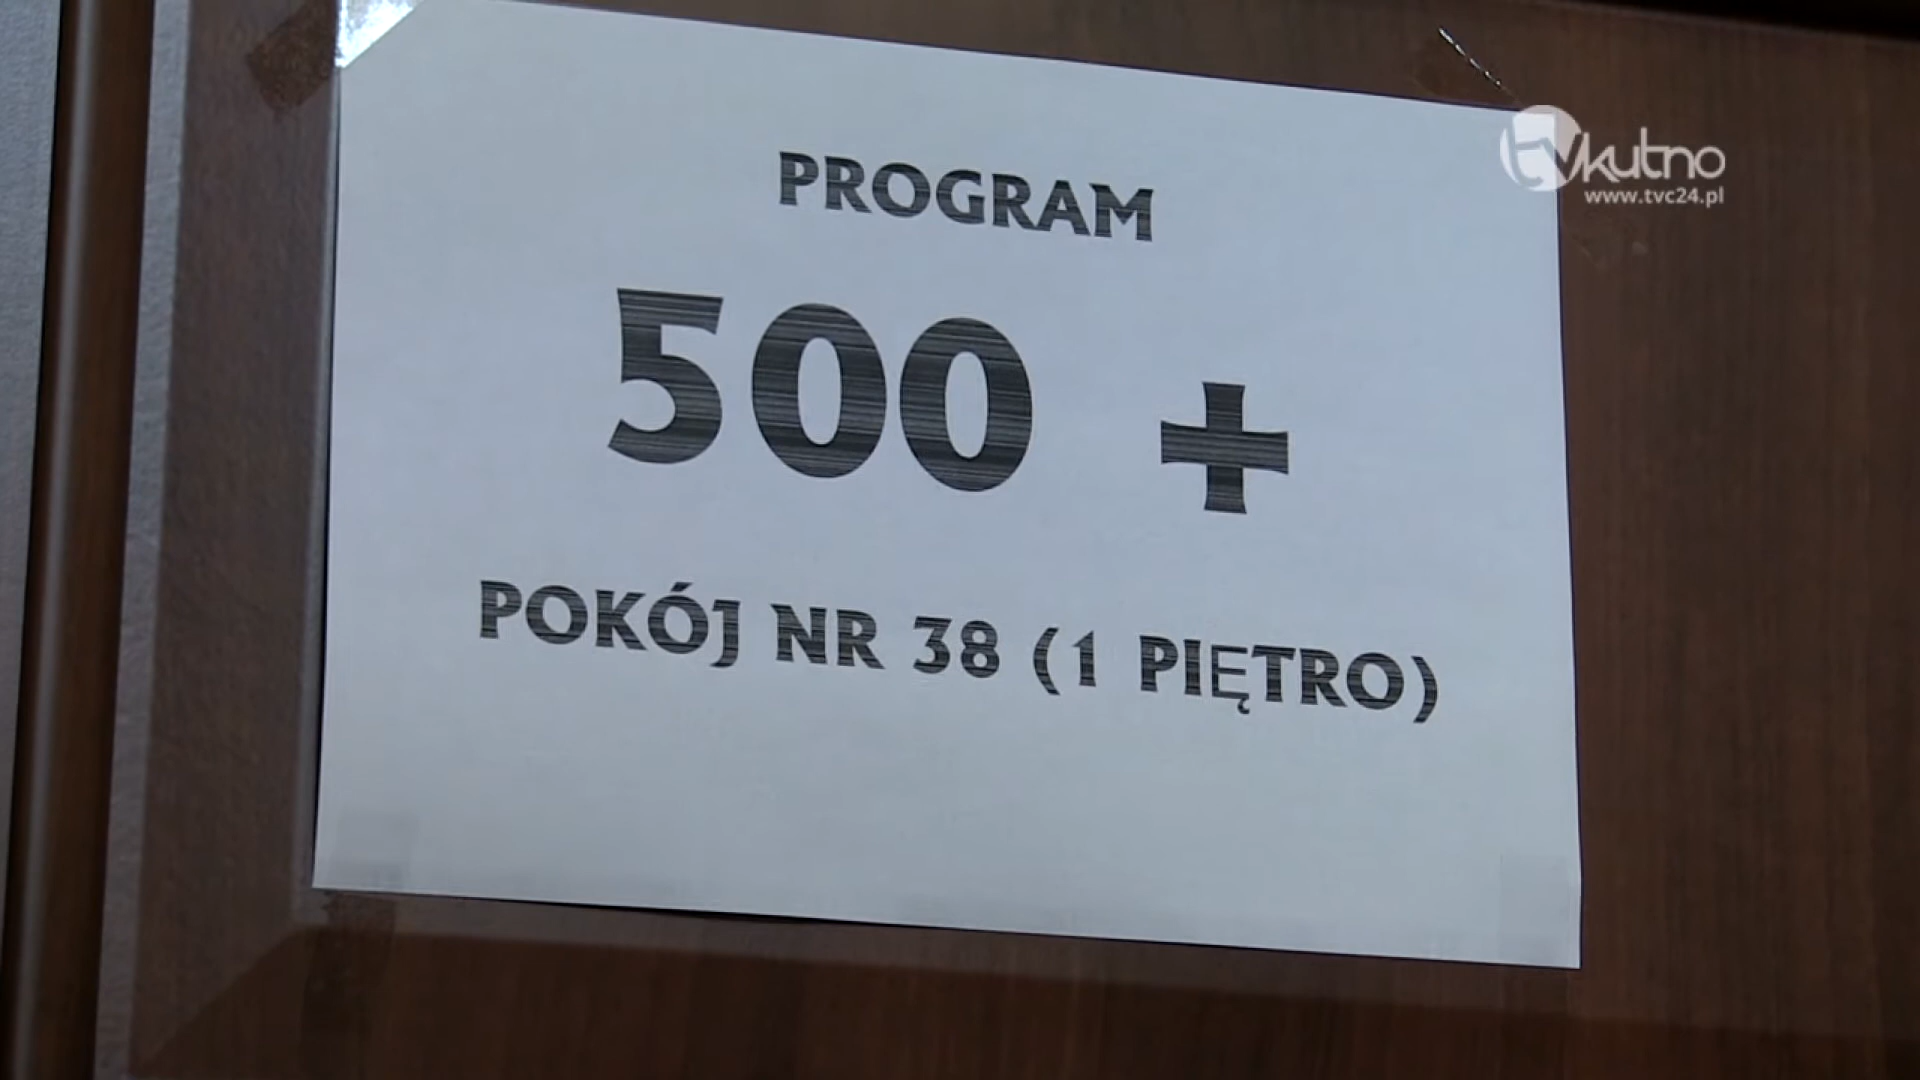 PROGRAM
500 +
POKÓJ NR 38 (1 PIĘTRO)
tvkutno
www.tvc24.pl